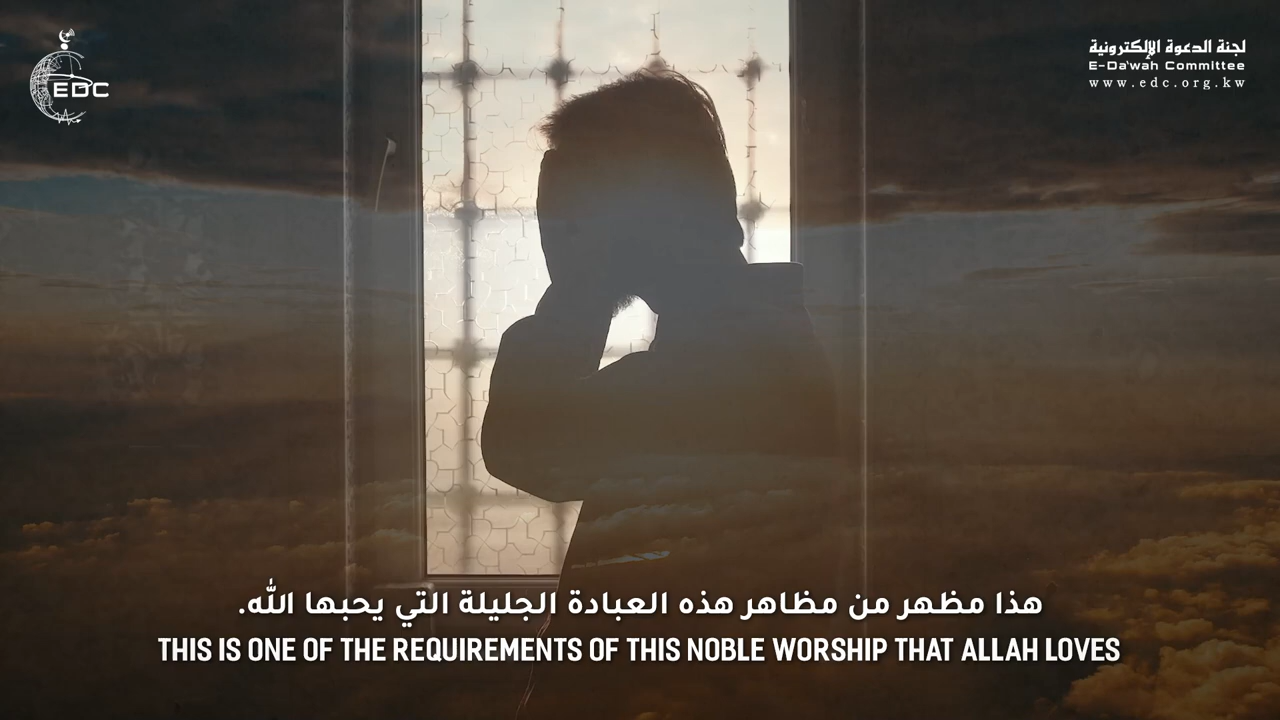 EDC
لجنة الدعوة الإلكترونية
E-Da'wah Committee
www.edc.org.kw
هذا مظهر من مظاهر هذه العبادة الجليلة التي يحبها الله.
THIS IS ONE OF THE REQUIREMENTS OF THIS NOBLE WORSHIP THAT ALLAH LOVES